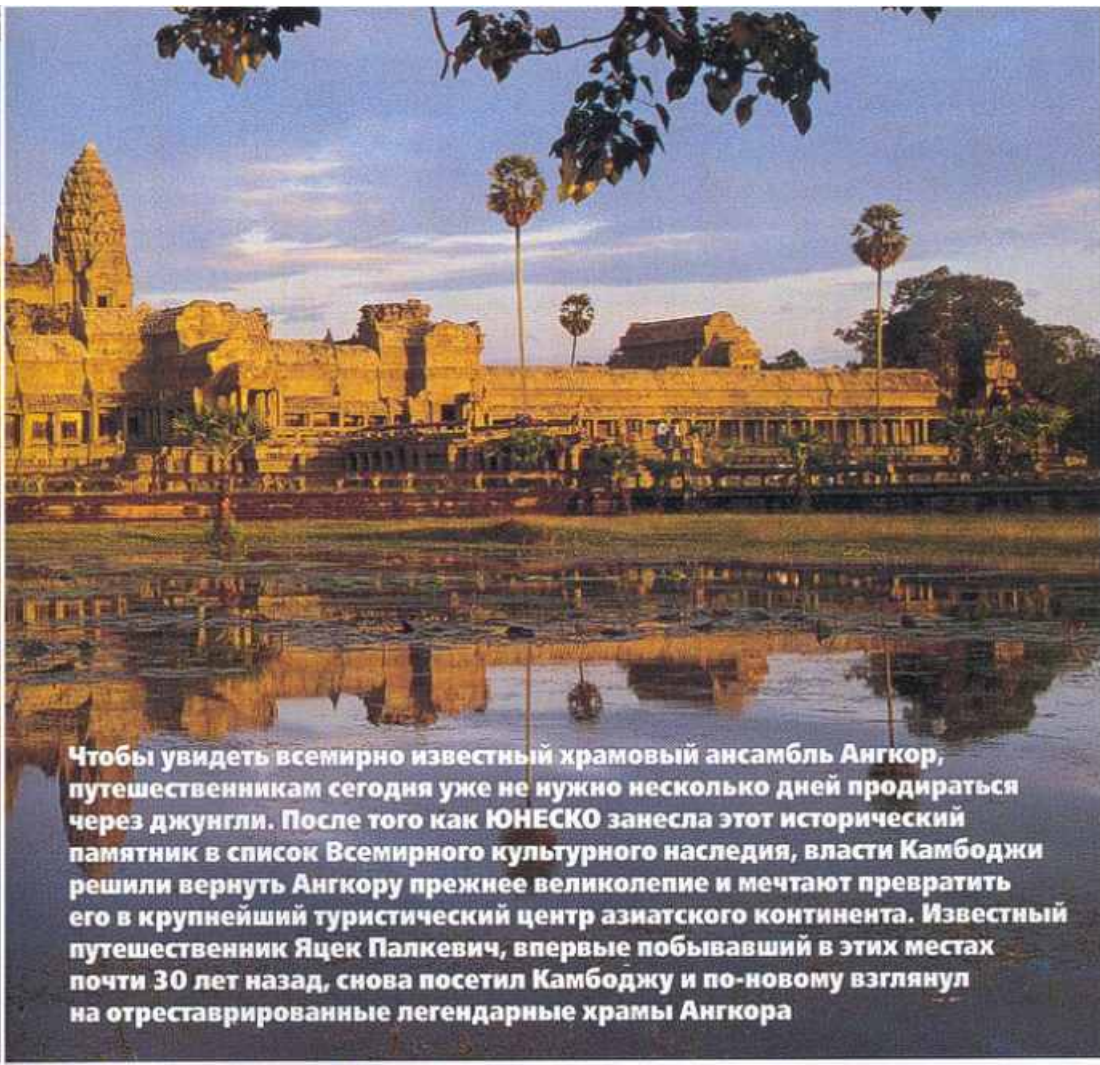 Чтобы увидеть всемирно известный храмовый ансамбль Ангкор,
путешественникам сегодня уже не нужно несколько дней продираться
через джунгли. После того как ЮНЕСКО занесла этот исторический
памятник в список Всемирного культурного наследия, власти Камбоджи
решили вернуть Ангкору прежнее великолепие и мечтают превратить
его в крупнейший туристический центр азиатского континента. Известный
путешественник Яцек Палкевич, впервые побывавший в этих местах
почти 30 лет назад, снова посетил Камбоджу и по-новому взглянул
на отреставрированные легендарные храмы Ангкора